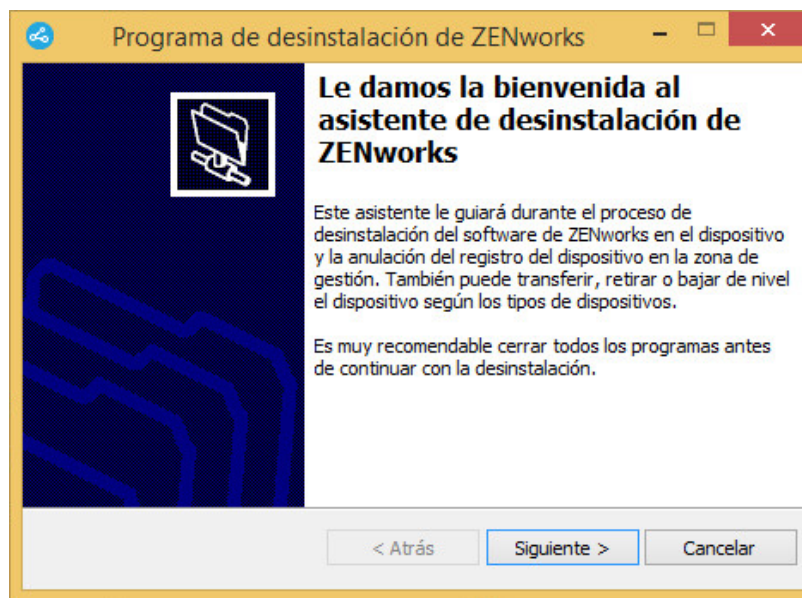 Programa de desinstalación de ZENworks
Le damos la bienvenida al
asistente de desinstalación de
ZENworks
Este asistente le guiará durante el proceso de
desinstalación del software de ZENworks en el dispositivo
y la anulación del registro del dispositivo en la zona de
gestión. También puede transferir, retirar o bajar de nivel
el dispositivo según los tipos de dispositivos.
Es muy recomendable cerrar todos los programas antes
de continuar con la desinstalación.
< Atrás
Siguiente >
Cancelar